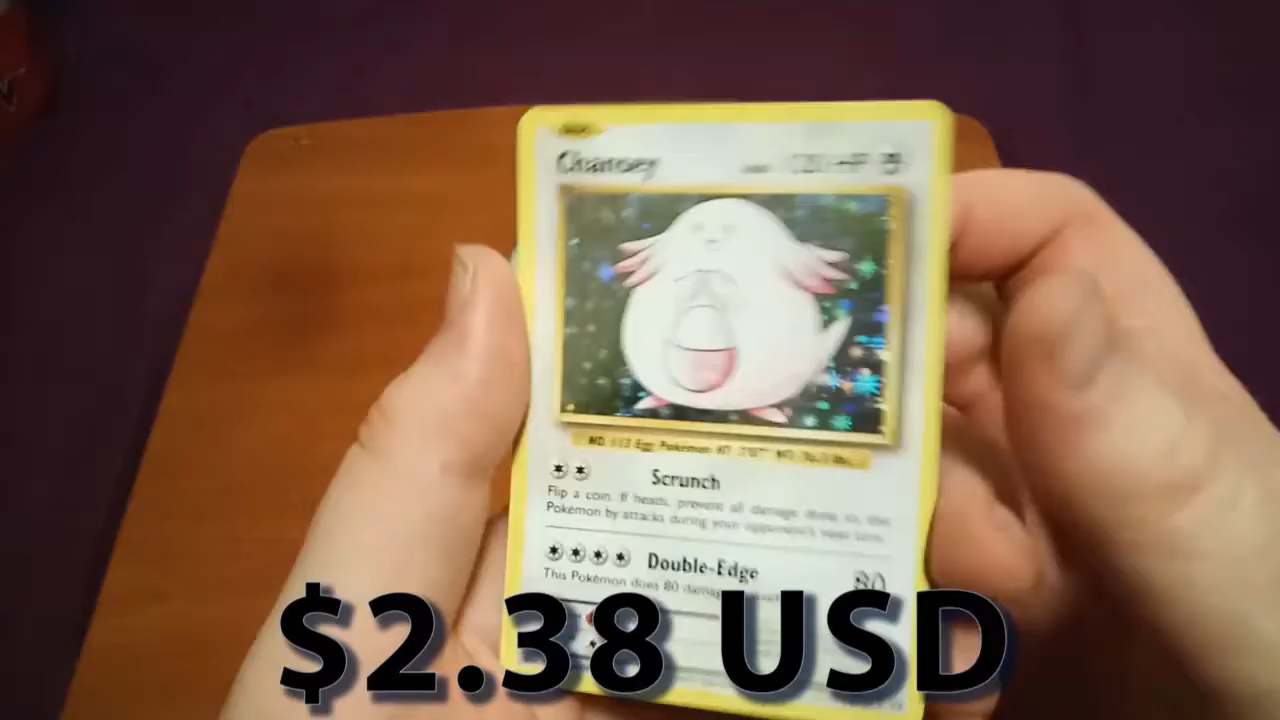 Chansey
Scrunch
Flip a coin. If heads, prevent all damage done to this
Pokémon by attacks during your opponent's next turn.
Double-Edge 80
This Pokémon does 80 damage
$2.38 USD